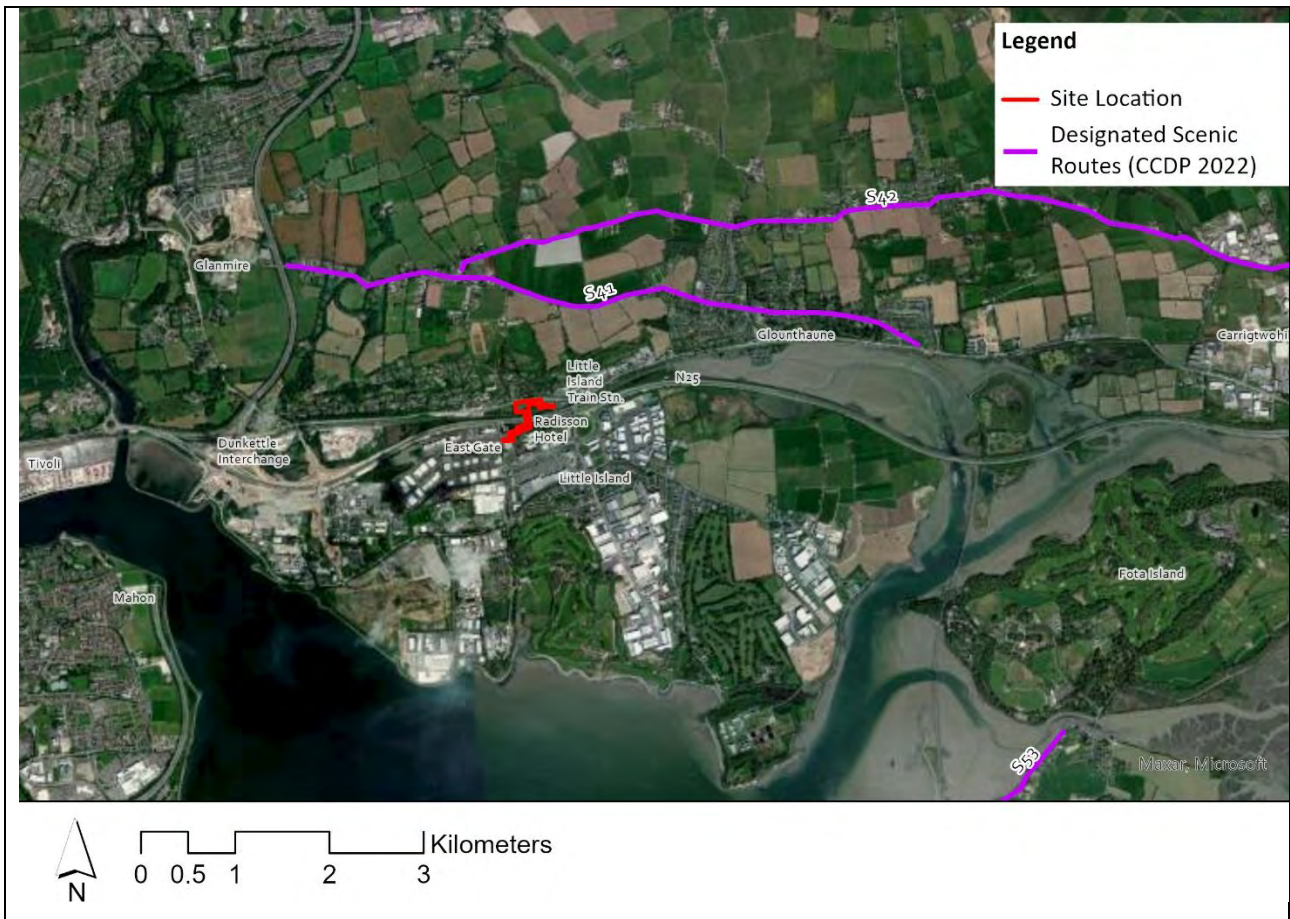 Legend
Site Location
Designated Scenic
Routes (CCDP 2022)
S42
Glanmire
S41
Glounthaune
Carrigtwohi
Little
Island
Train Stn.
N25
Radisson
Hotel
East Gate
Dunkettle
Interchange
Tivoli
Little Island
Fota Island
Mahon
S53
Maxar, Microsoft
Kilometers
0 0.5 1 2 3
N